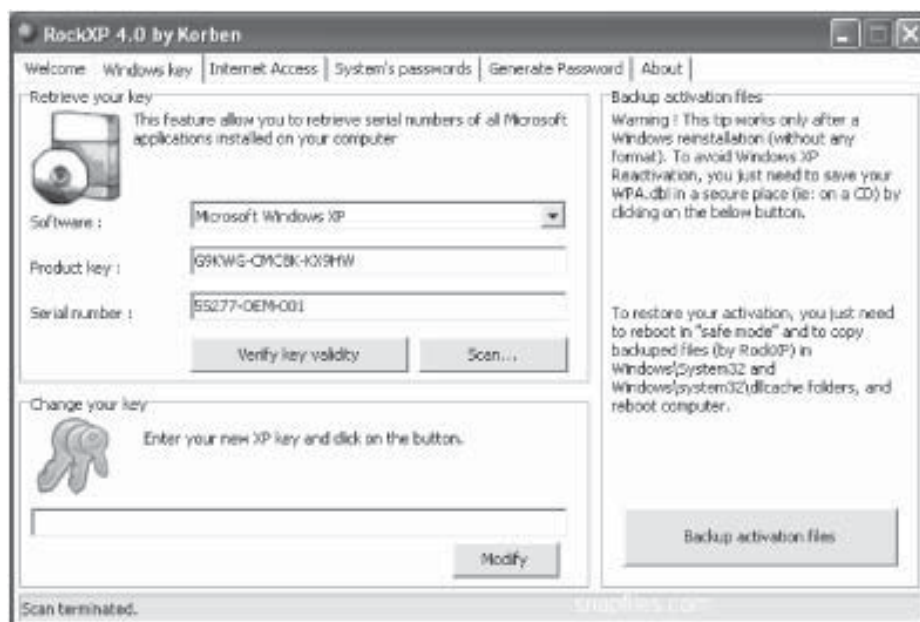 RockXP 4.0 by Korben
Welcome Windows key Internet Access System's passwords Generate Password About
Retrieve your key
This feature allow you to retrieve serial numbers of all Microsoft
applications installed on your computer
Software :
Microsoft Windows XP
Product key :
G9KWG-CMC8K-KX9HW
Serial number :
55277-OEM-001
Verify key validity
Scan...
Change your key
Enter your new XP key and click on the button.
Modify
Backup activation files
Warning ! This tip works only after a
Windows reinstallation (without any
format). To avoid Windows XP
Reactivation, you just need to save your
WPA.dbl in a secure place (ie: on a CD) by
clicking on the below button.
To restore your activation, you just need
to reboot in "safe mode" and to copy
backuped files (by RockXP) in
Windows\System32 and
Windows\system32\dllcache folders, and
reboot computer.
Backup activation files
Scan terminated.
snapfiles.com